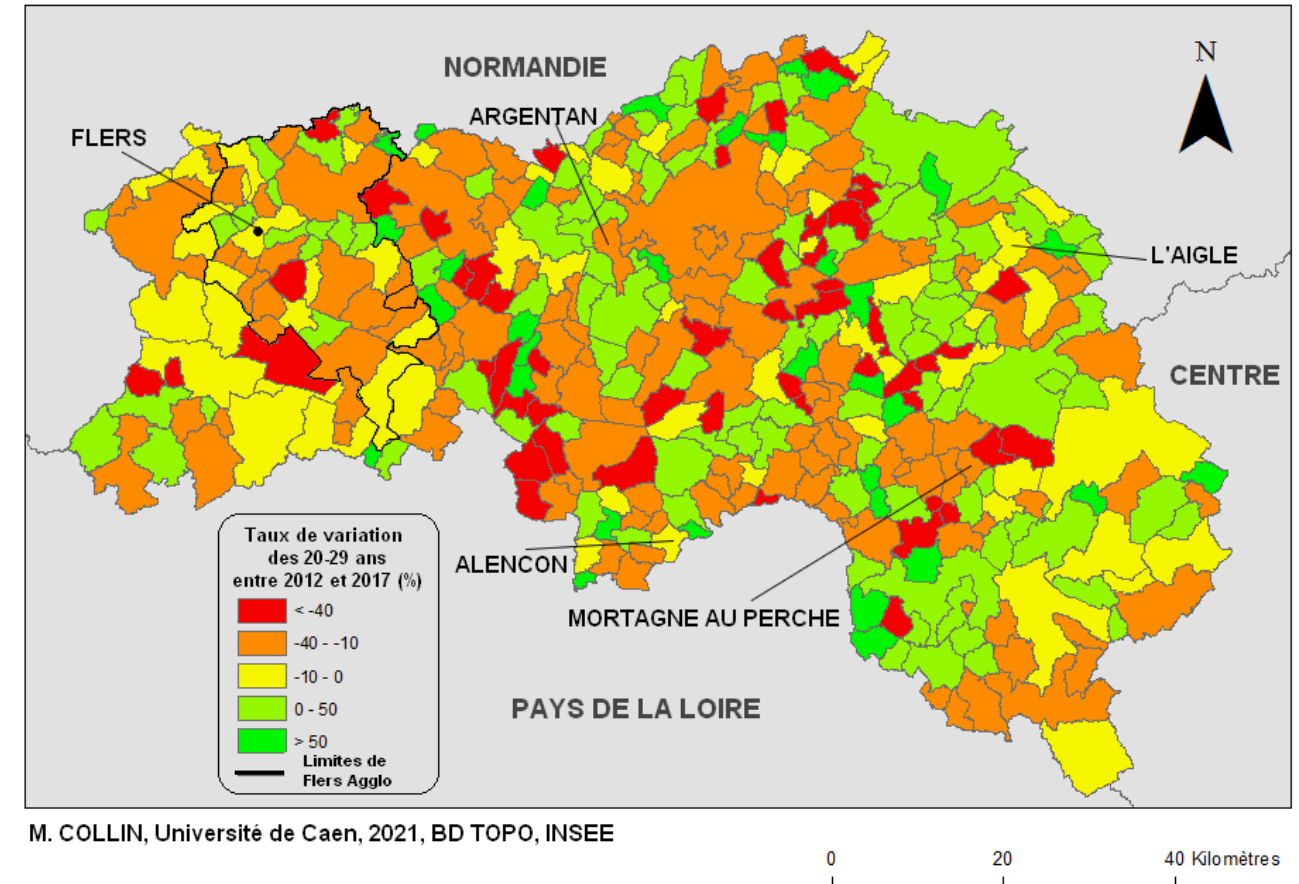 NORMANDIE
N
ARGENTAN
FLERS
L'AIGLE
CENTRE
Taux de variation
des 20-29 ans
entre 2012 et 2017 (%)
< -40
-40 - -10
-10 - 0
0 - 50
> 50
Limites de
Flers Agglo
ALENCON
MORTAGNE AU PERCHE
PAYS DE LA LOIRE
M. COLLIN, Université de Caen, 2021, BD TOPO, INSEE
0 20 40 Kilomètres